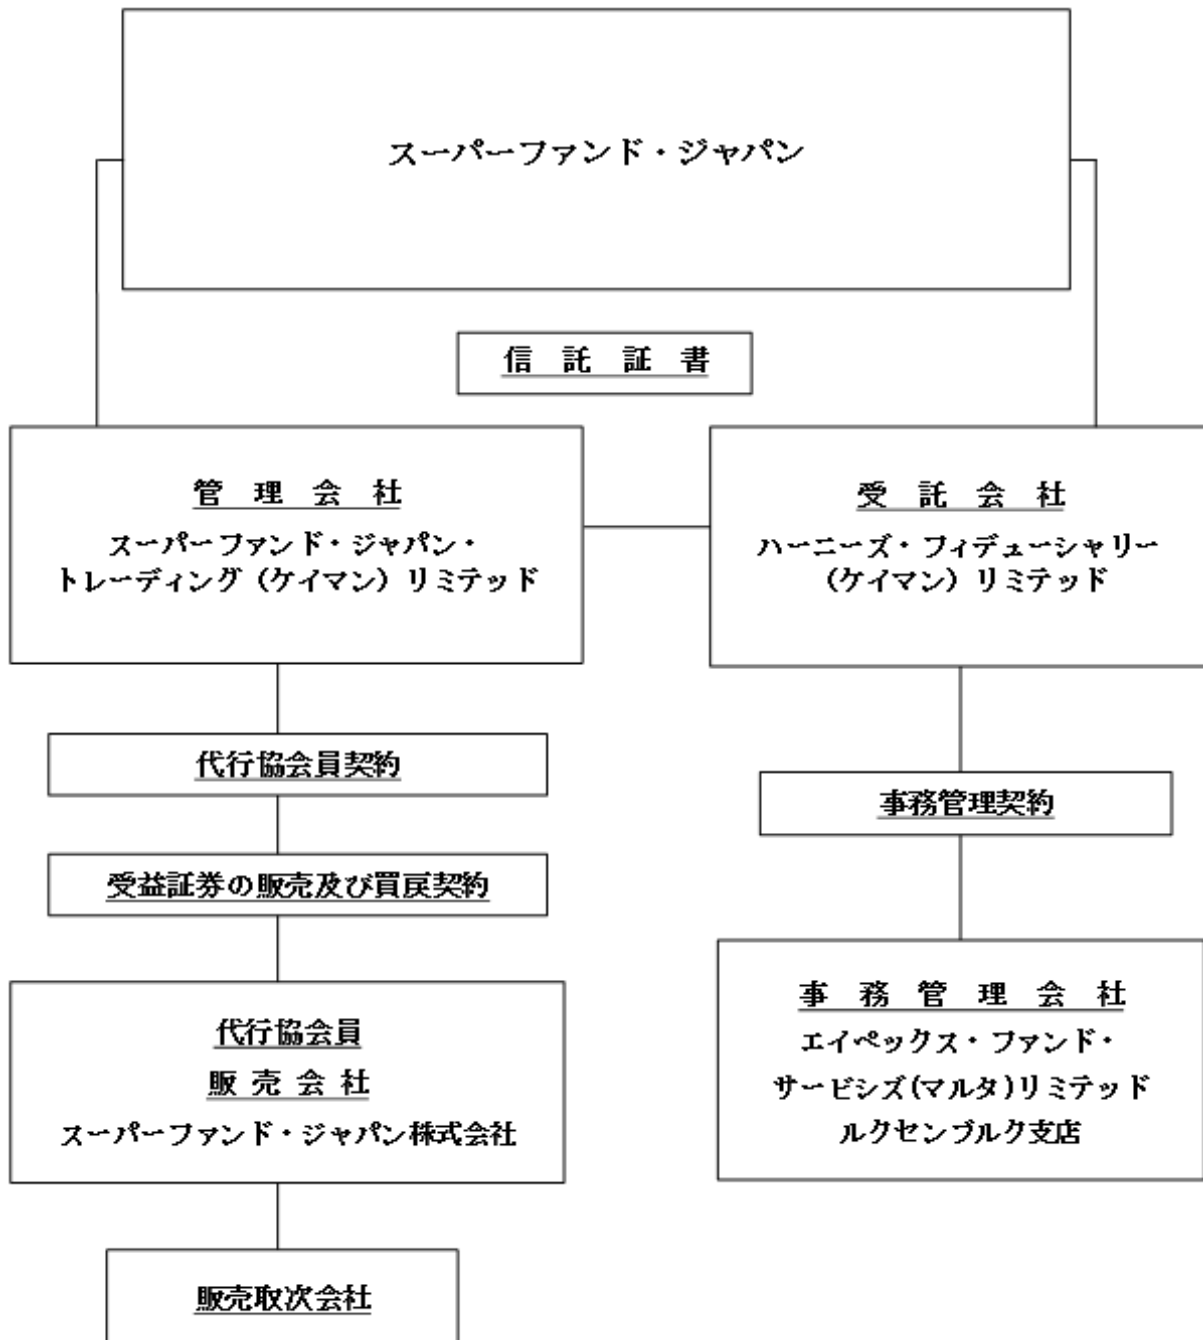 スーパーファンド・ジャパン
信 託 証 書
管 理 会 社
スーパーファンド・ジャパン・
トレーディング（ケイマン）リミテッド
受 託 会 社
ハーニーズ・フィデューシャリー
（ケイマン）リミテッド
代行協会員契約
受益証券の販売及び買戻契約
代行協会員
販 売 会 社
スーパーファンド・ジャパン株式会社
販売取次会社
事務管理契約
事 務 管 理 会 社
エイペックス・ファンド・
サービシズ(マルタ)リミテッド
ルクセンブルク支店